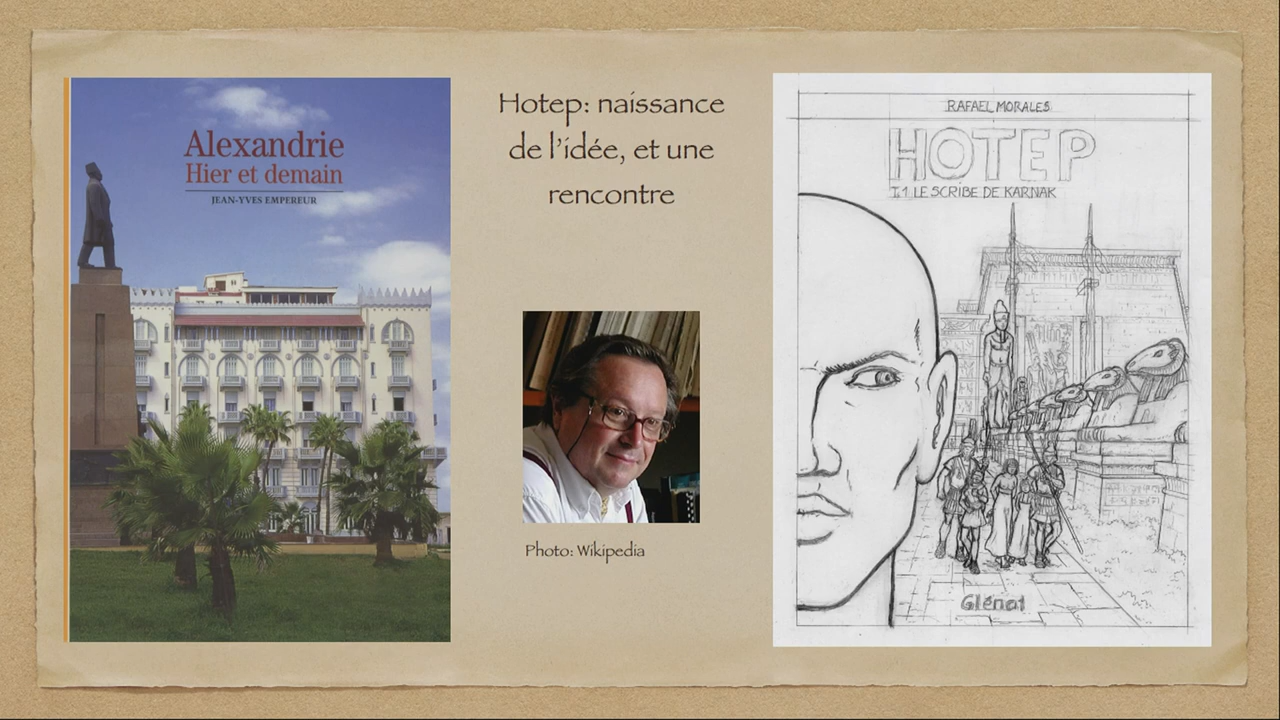 Alexandrie
Hier et demain
JEAN-YVES EMPEREUR
Hotep: naissance
de l'idée, et une
rencontre
Photo: Wikipedia
RAFAEL MORALES
HOTEP
T.1 LE SCRIBE DE KARNAK
Glénat